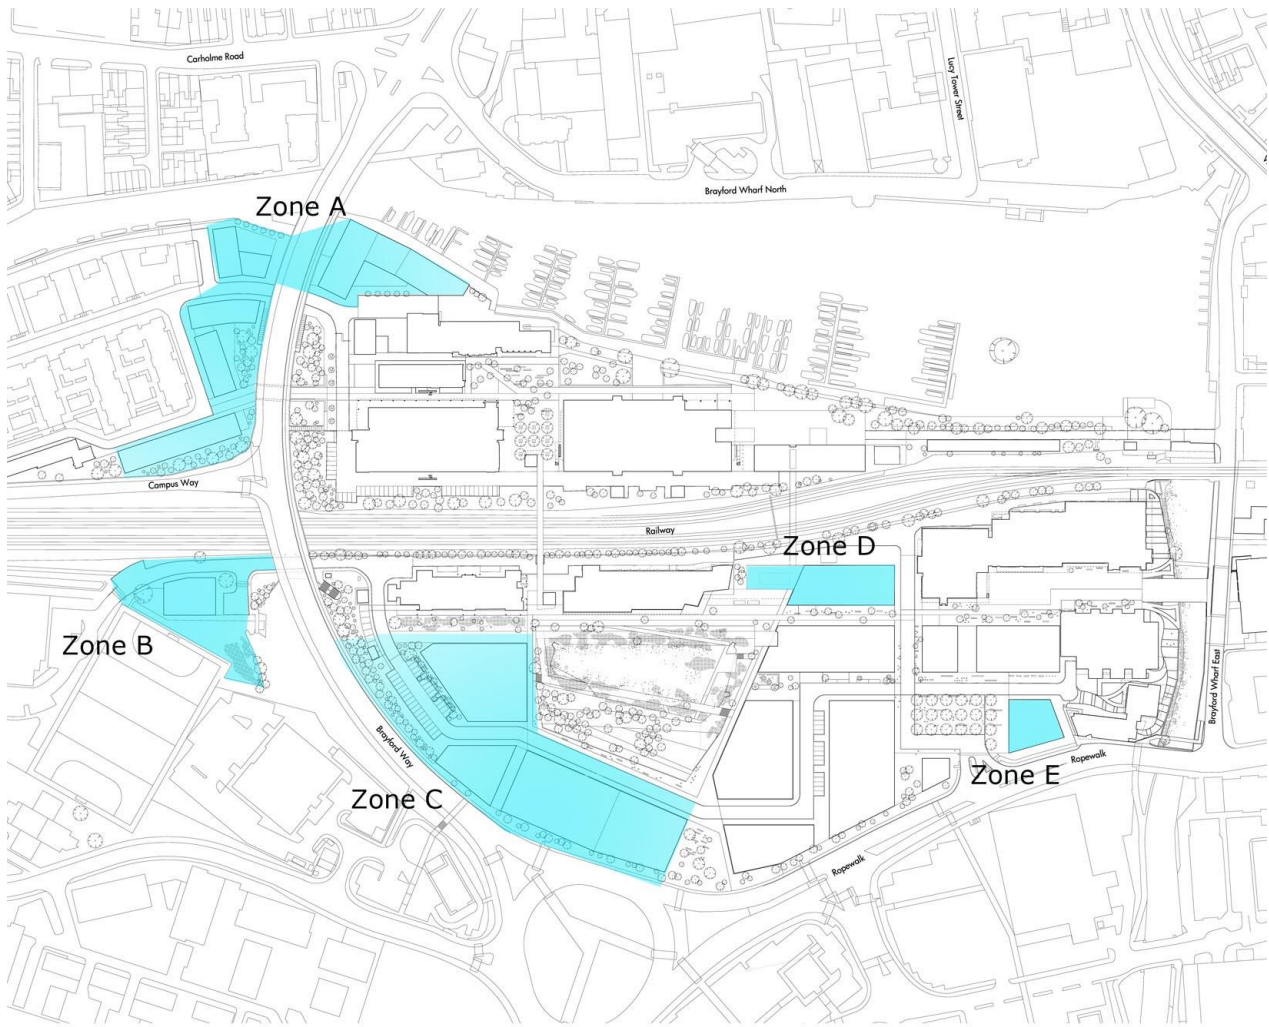 Carholme Road
Lucy Tower Street
Brayford Wharf North
Zone A
Campus Way
Railway
Zone D
Zone B
Brayford Wharf East
Brayford Way
Zone C
Ropewalk
Zone E
Ropewalk